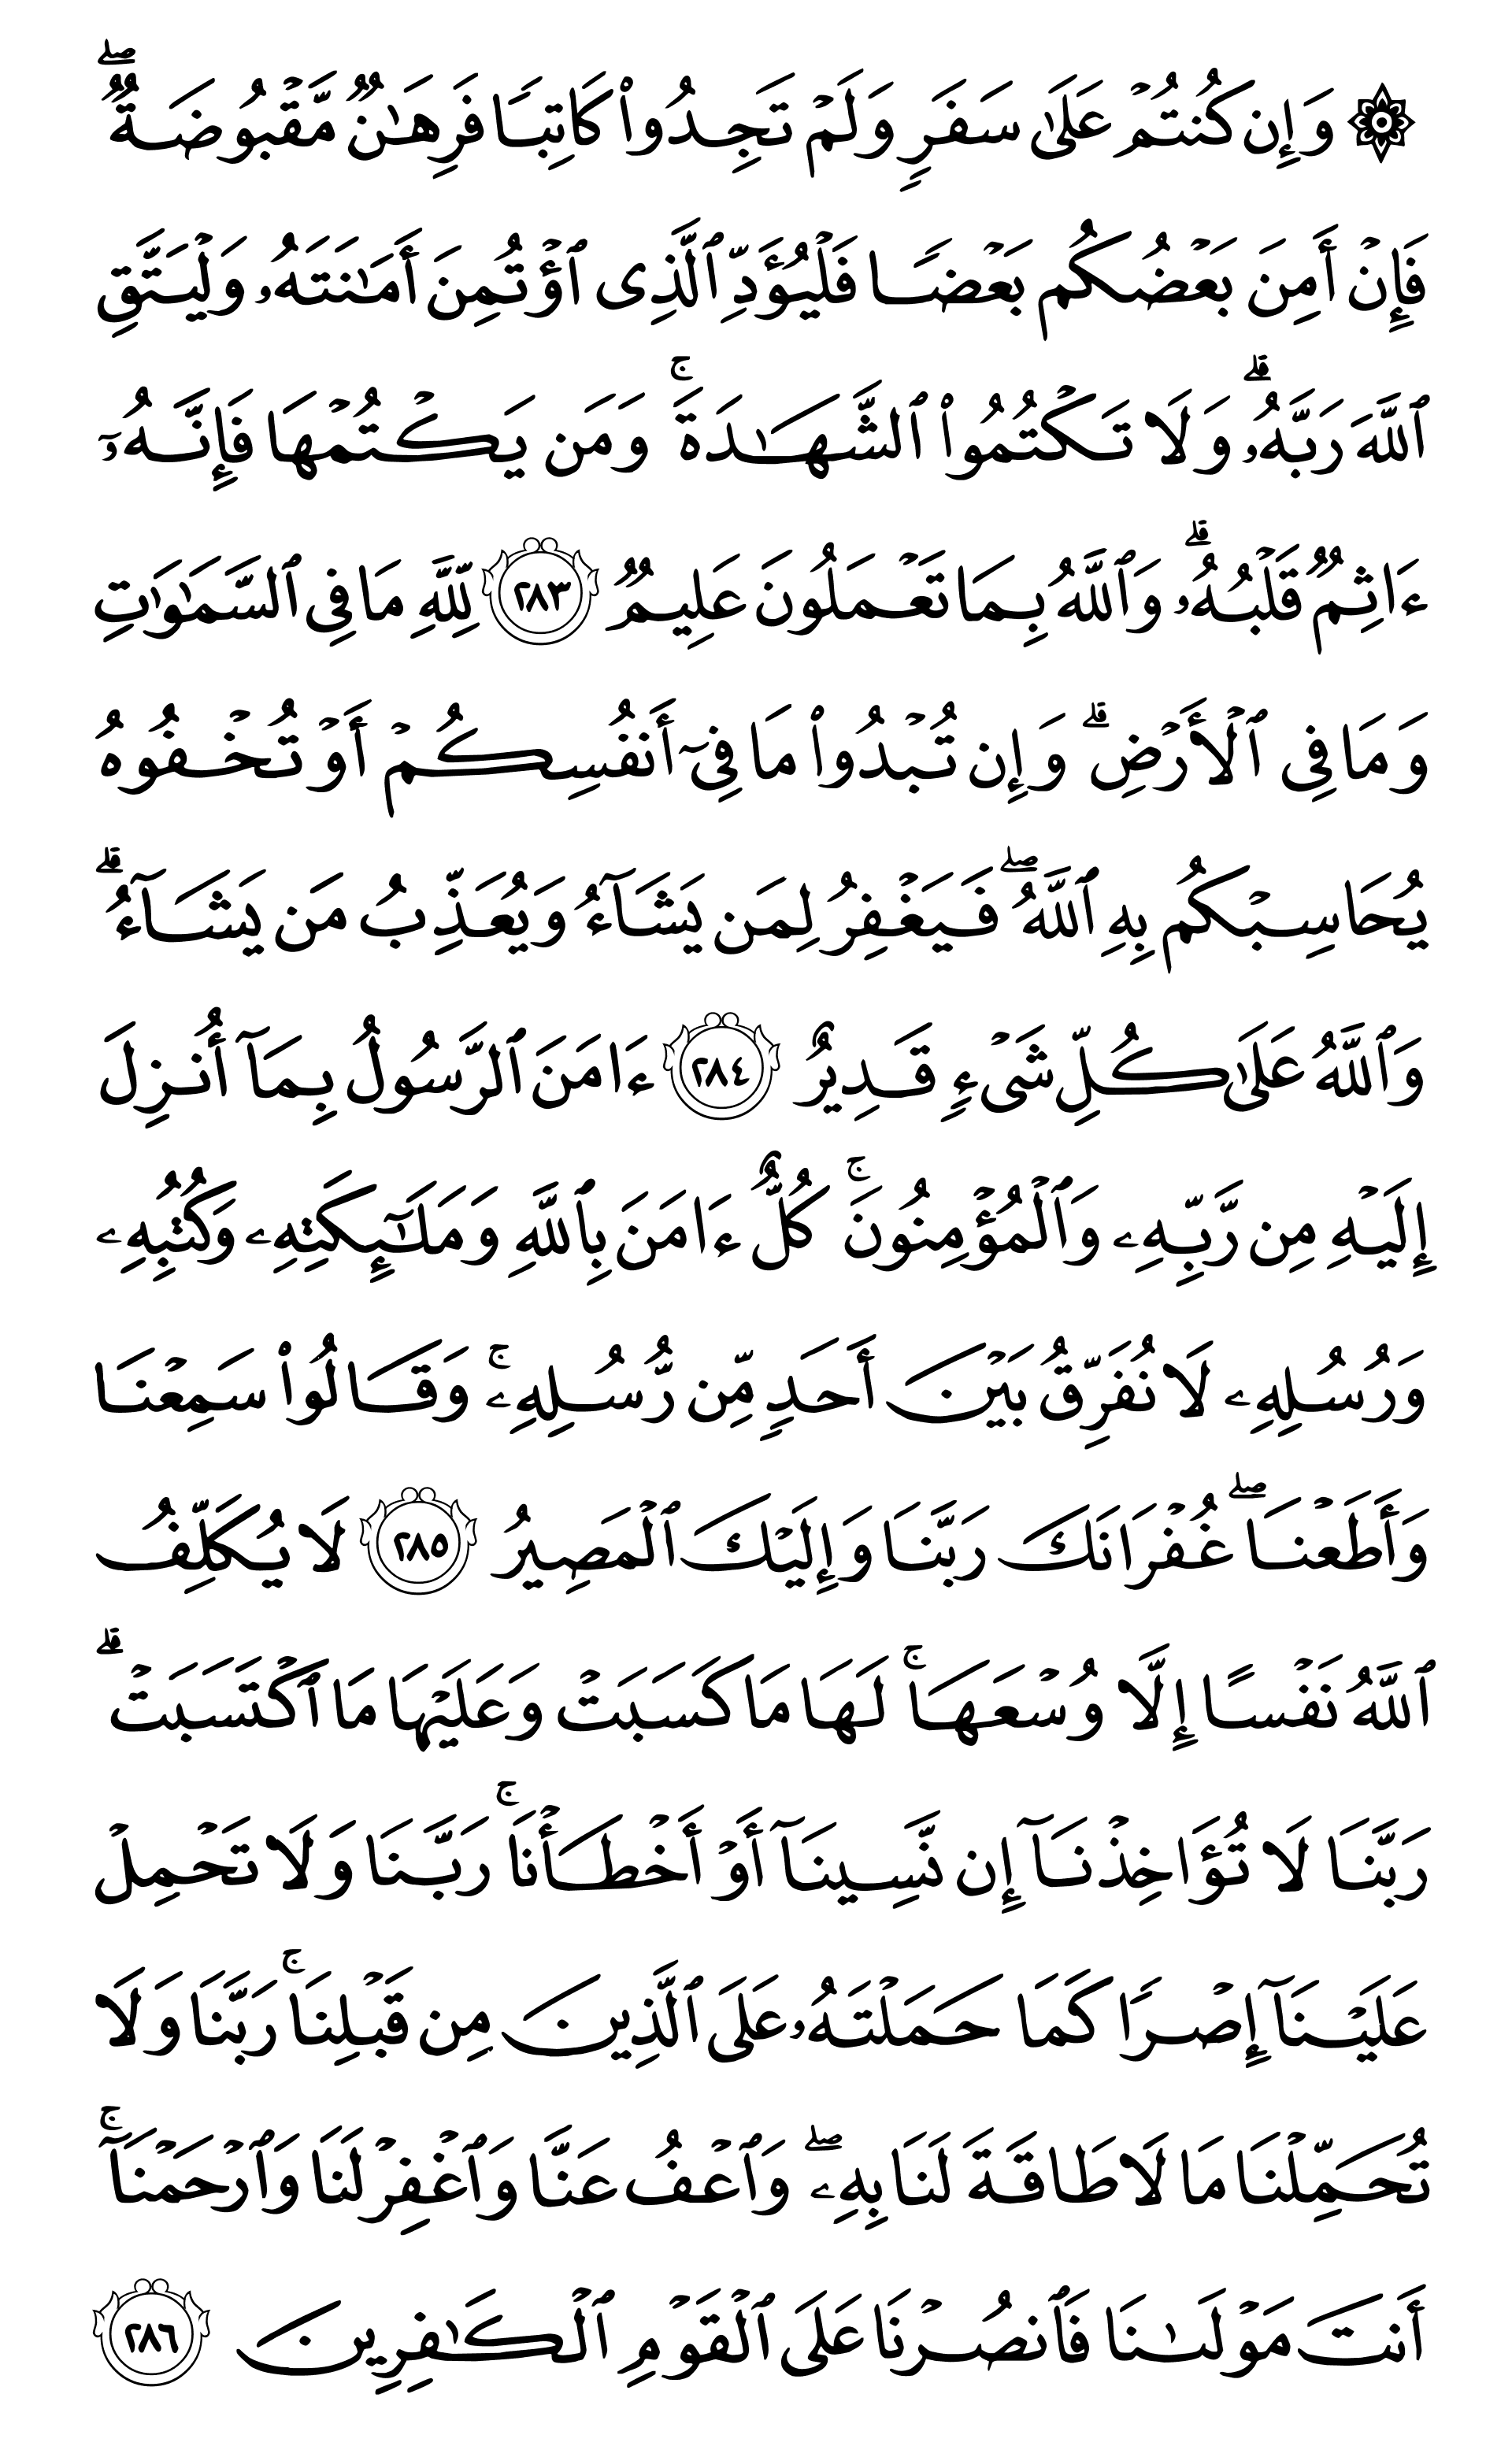 ۞ وَإِن كُنتُمْ عَلَىٰ سَفَرٍ وَلَمْ تَجِدُوا۟ كَاتِبًا فَرِهَـٰنٌ مَّقْبُوضَةٌ ۖ
فَإِنْ أَمِنَ بَعْضُكُم بَعْضًا فَلْيُؤَدِّ ٱلَّذِى ٱؤْتُمِنَ أَمَـٰنَتَهُۥ وَلْيَتَّقِ
ٱللَّهَ رَبَّهُۥ ۗ وَلَا تَكْتُمُوا۟ ٱلشَّهَـٰدَةَ ۚ وَمَن يَكْتُمْهَا فَإِنَّهُۥٓ
ءَاثِمٌ قَلْبُهُۥ ۗ وَٱللَّهُ بِمَا تَعْمَلُونَ عَلِيمٌ ٢٨٣ لِّلَّهِ مَا فِى ٱلسَّمَـٰوَٰتِ
وَمَا فِى ٱلْأَرْضِ ۗ وَإِن تُبْدُوا۟ مَا فِىٓ أَنفُسِكُمْ أَوْ تُخْفُوهُ
يُحَاسِبْكُم بِهِ ٱللَّهُ ۖ فَيَغْفِرُ لِمَن يَشَآءُ وَيُعَذِّبُ مَن يَشَآءُ ۗ
وَٱللَّهُ عَلَىٰ كُلِّ شَىْءٍ قَدِيرٌ ٢٨٤ ءَامَنَ ٱلرَّسُولُ بِمَآ أُنزِلَ
إِلَيْهِ مِن رَّبِّهِۦ وَٱلْمُؤْمِنُونَ ۚ كُلٌّ ءَامَنَ بِٱللَّهِ وَمَلَـٰٓئِكَتِهِۦ وَكُتُبِهِۦ
وَرُسُلِهِۦ لَا نُفَرِّقُ بَيْنَ أَحَدٍ مِّن رُّسُلِهِۦ ۚ وَقَالُوا۟ سَمِعْنَا
وَأَطَعْنَا ۖ غُفْرَانَكَ رَبَّنَا وَإِلَيْكَ ٱلْمَصِيرُ ٢٨٥ لَا يُكَلِّفُ
ٱللَّهُ نَفْسًا إِلَّا وُسْعَهَا ۚ لَهَا مَا كَسَبَتْ وَعَلَيْهَا مَا ٱكْتَسَبَتْ ۗ
رَبَّنَا لَا تُؤَاخِذْنَآ إِن نَّسِينَآ أَوْ أَخْطَأْنَا ۚ رَبَّنَا وَلَا تَحْمِلْ
عَلَيْنَآ إِصْرًا كَمَا حَمَلْتَهُۥ عَلَى ٱلَّذِينَ مِن قَبْلِنَا ۚ رَبَّنَا وَلَا
تُحَمِّلْنَا مَا لَا طَاقَةَ لَنَا بِهِۦ ۖ وَٱعْفُ عَنَّا وَٱغْفِرْ لَنَا وَٱرْحَمْنَآ ۚ
أَنتَ مَوْلَىٰنَا فَٱنصُرْنَا عَلَى ٱلْقَوْمِ ٱلْكَـٰفِرِينَ ٢٨٦